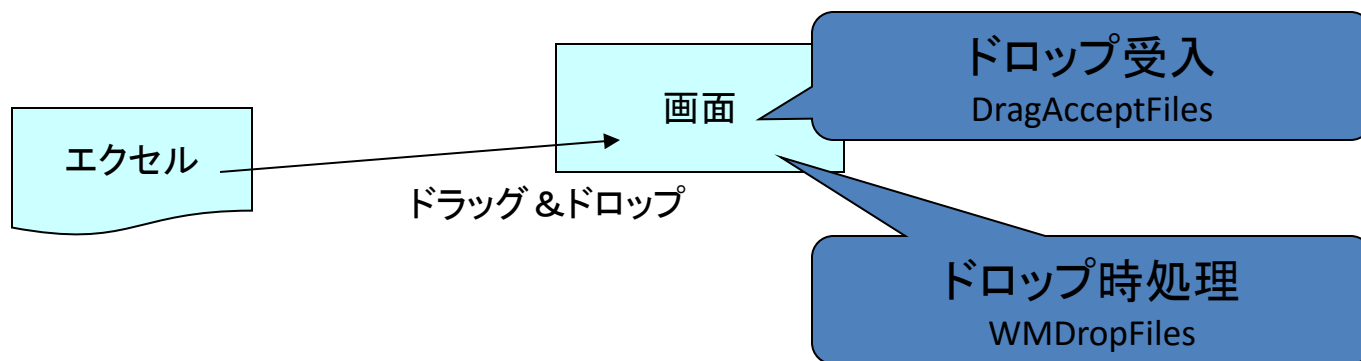 エクセル
ドラッグ &ドロップ
画面
ドロップ受入
DragAcceptFiles
ドロップ時処理
WMDropFiles